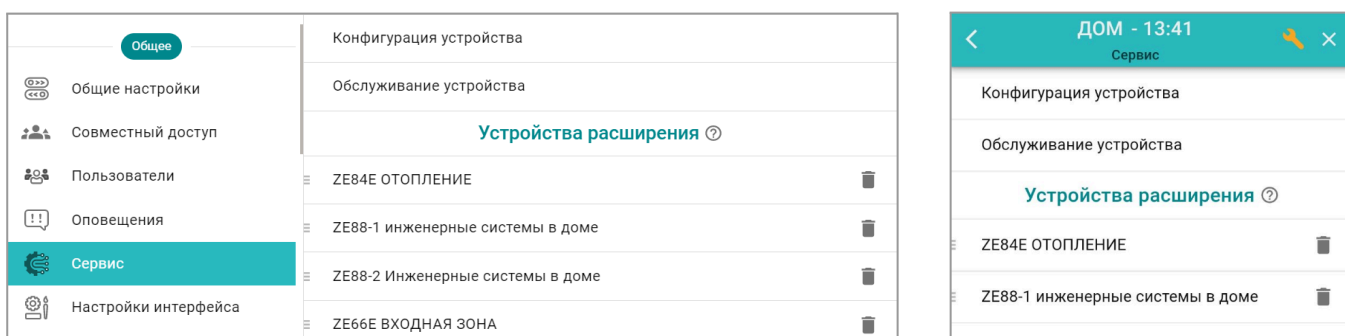 Общее
Общие настройки
Совместный доступ
Пользователи
Оповещения
Сервис
Настройки интерфейса
Конфигурация устройства
Обслуживание устройства
Устройства расширения ?
ZE84E ОТОПЛЕНИЕ
ZE88-1 инженерные системы в доме
ZE88-2 Инженерные системы в доме
ZE66E ВХОДНАЯ ЗОНА
ДОМ - 13:41
Сервис
Конфигурация устройства
Обслуживание устройства
Устройства расширения ?
ZE84E ОТОПЛЕНИЕ
ZE88-1 инженерные системы в доме